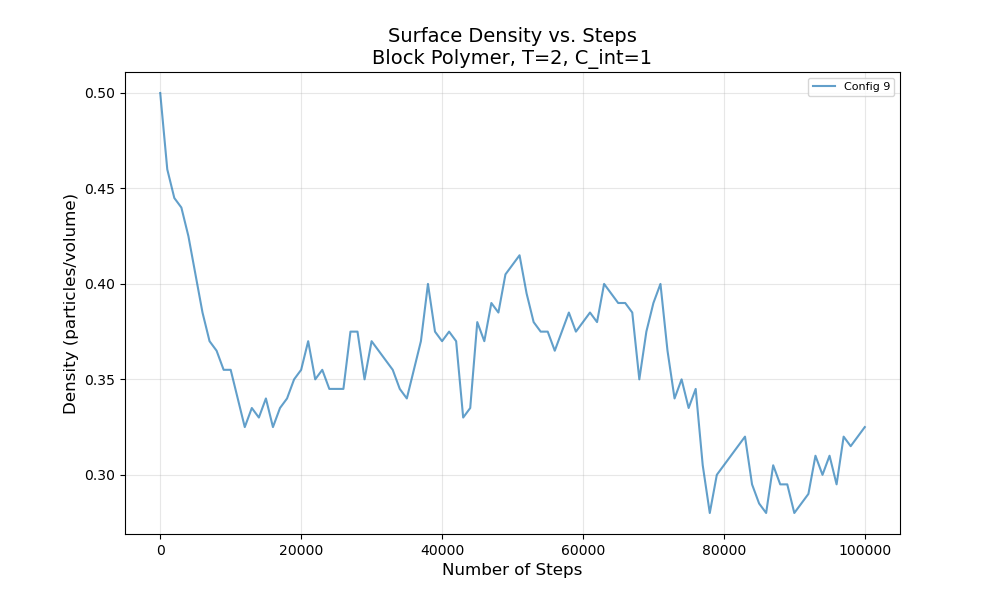 Surface Density vs. Steps
Block Polymer, T=2, C_int=1
Config 9
Density (particles/volume)
0.50
0.45
0.40
0.35
0.30
0
20000
40000
60000
80000
100000
Number of Steps